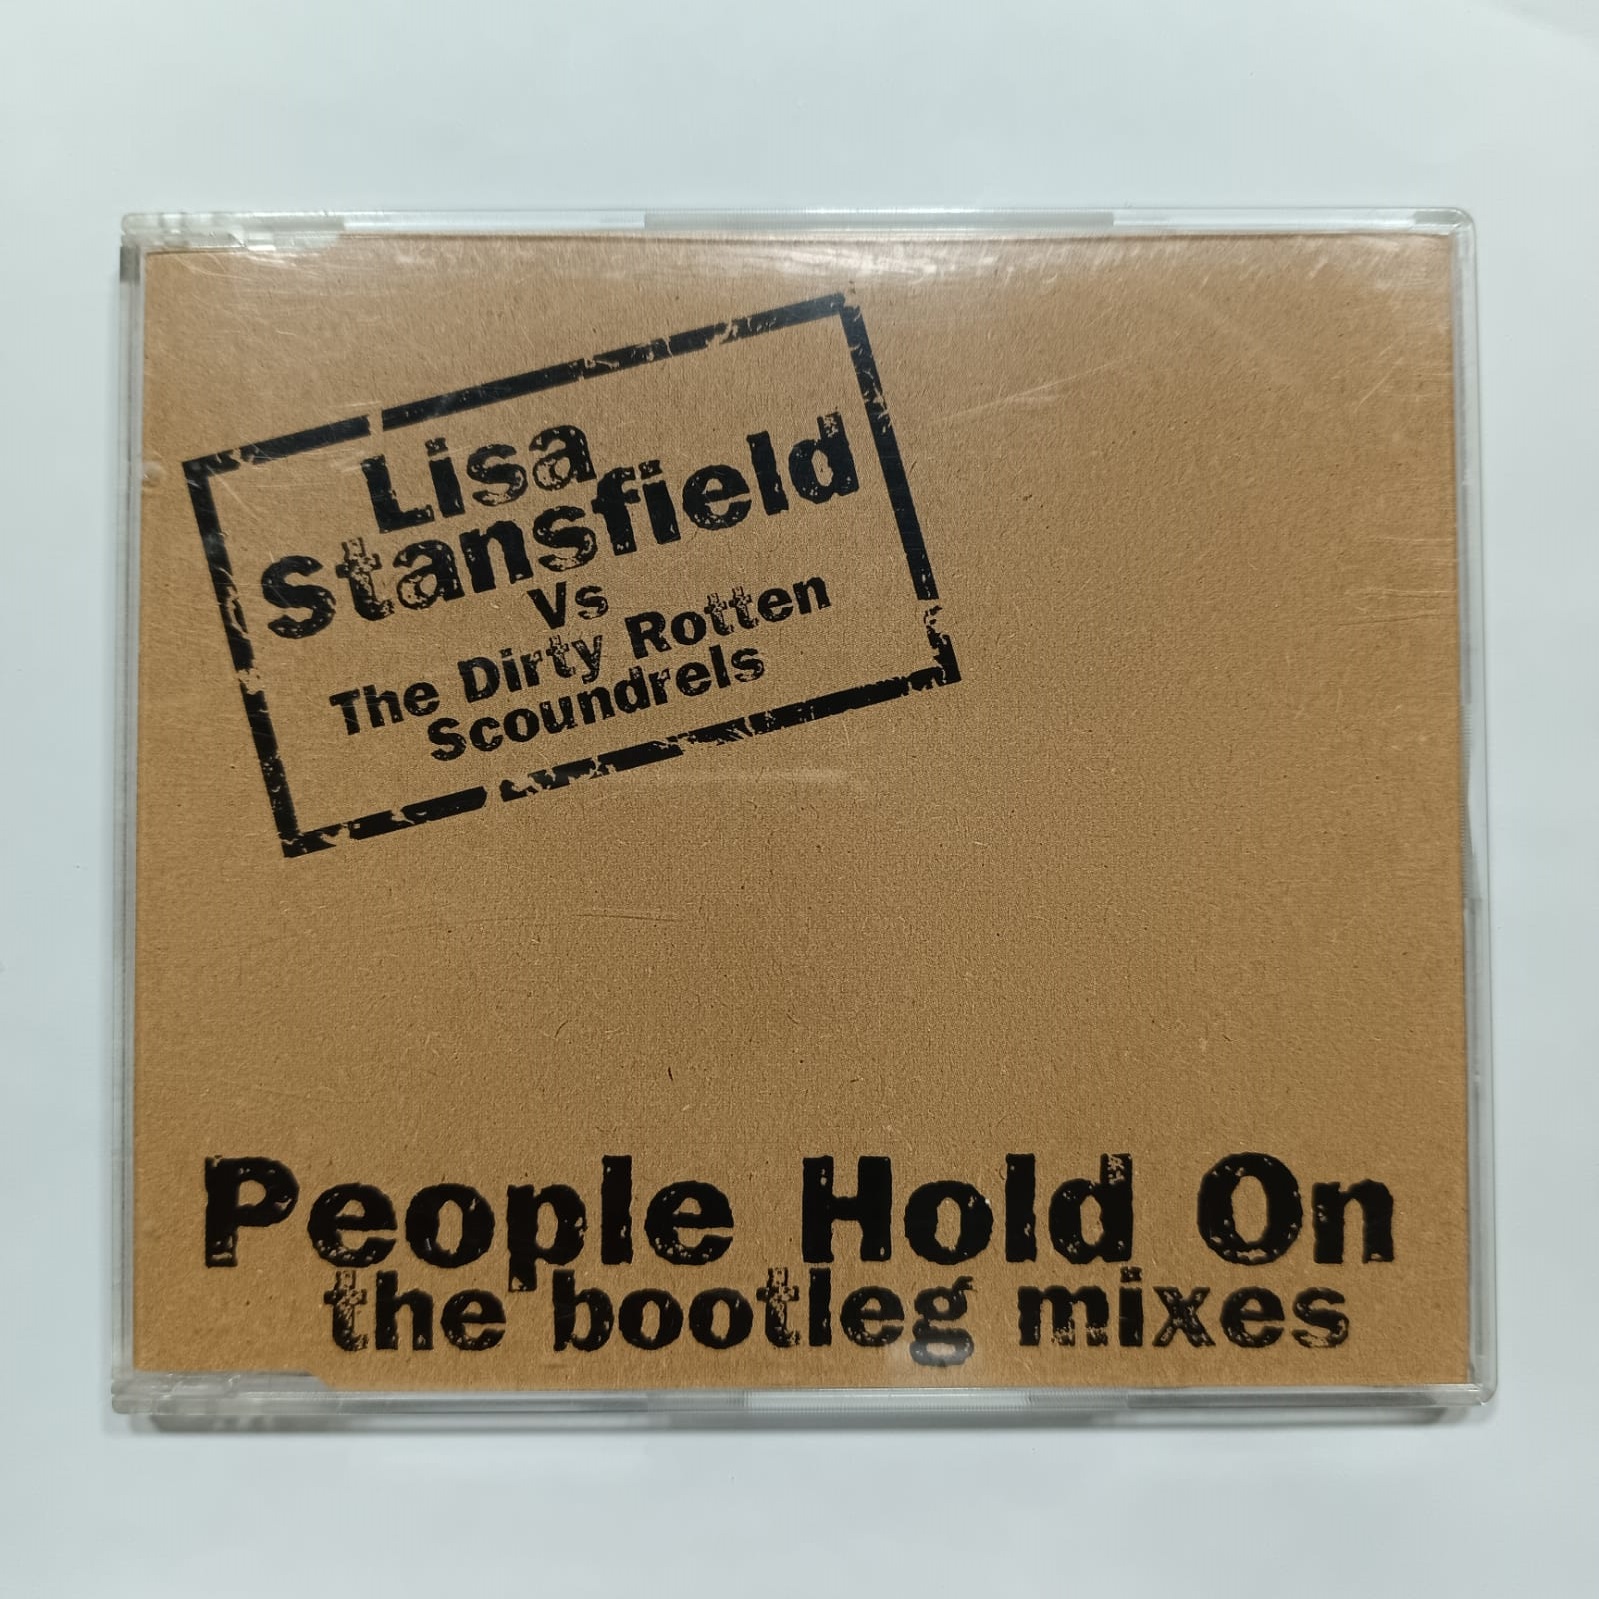 Lisa
Stansfield
Vs
The Dirty Rotten
Scoundrels
People Hold On
the bootleg mixes